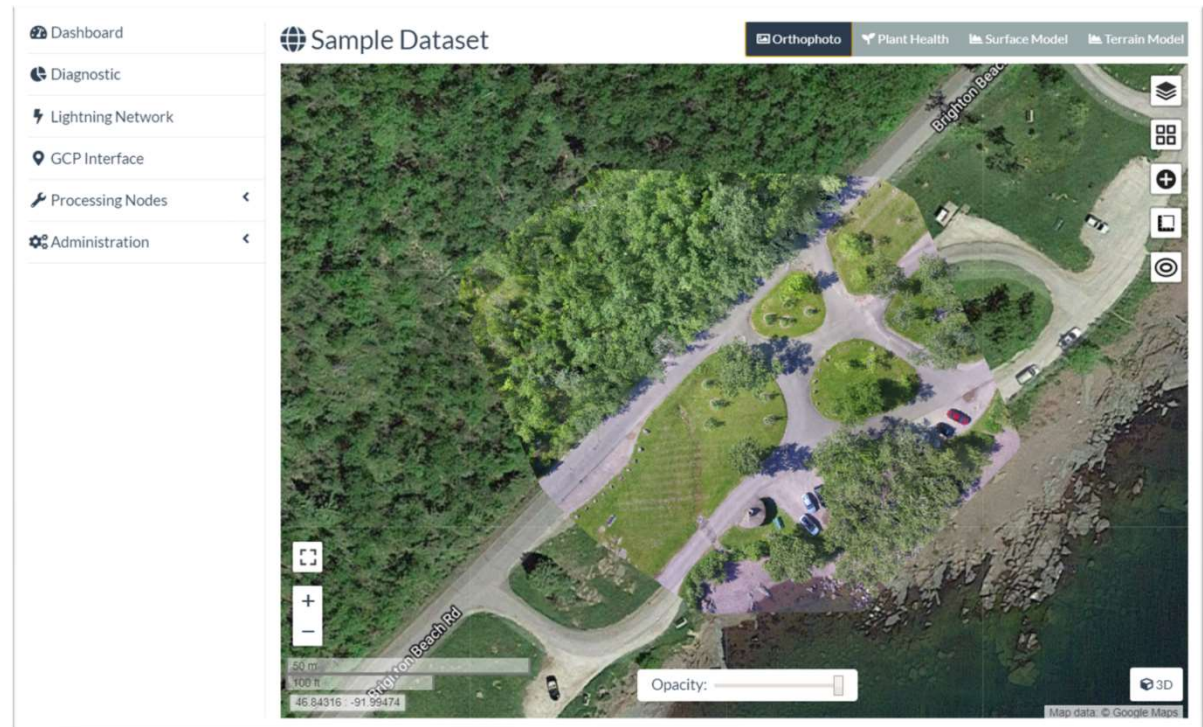 Dashboard
Diagnostic
Lightning Network
GCP Interface
Processing Nodes
Administration
Sample Dataset
Orthophoto
Plant Health
Surface Model
Terrain Model
Brighton Beac
Brighton Beach Rd
50 m
100 ft
46.84316 : -91.99474
Opacity:
3D
Map data: © Google Maps